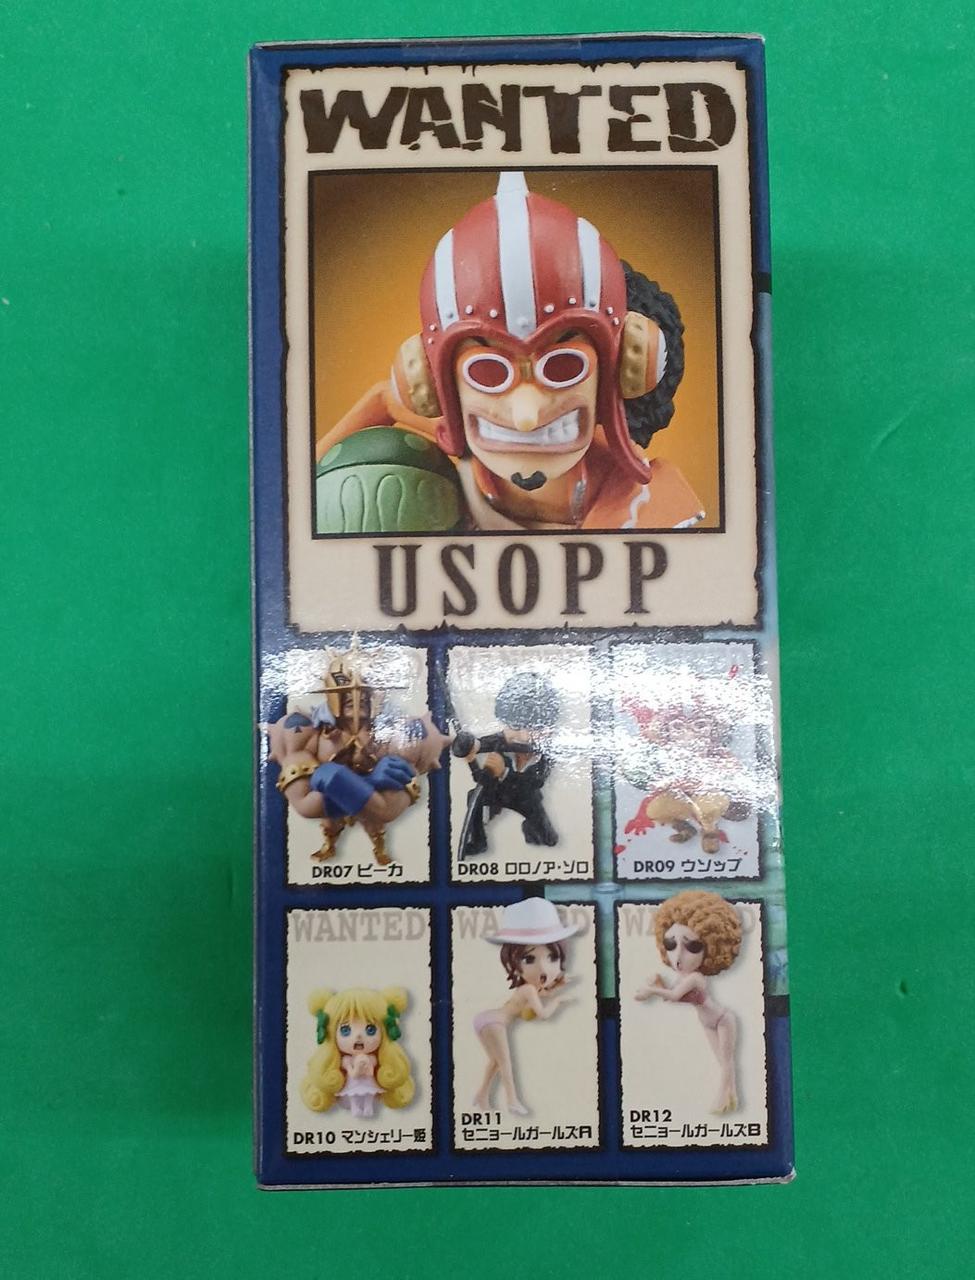 WANTED
USOPP
DR07 ピーカ
DR08 ロロノア・ゾロ
DR09 ウソップ
WANTED
WANTED
WANTED
DR10 マンシェリー姫
DR11
セニョールガールズA
DR12
セニョールガールズB